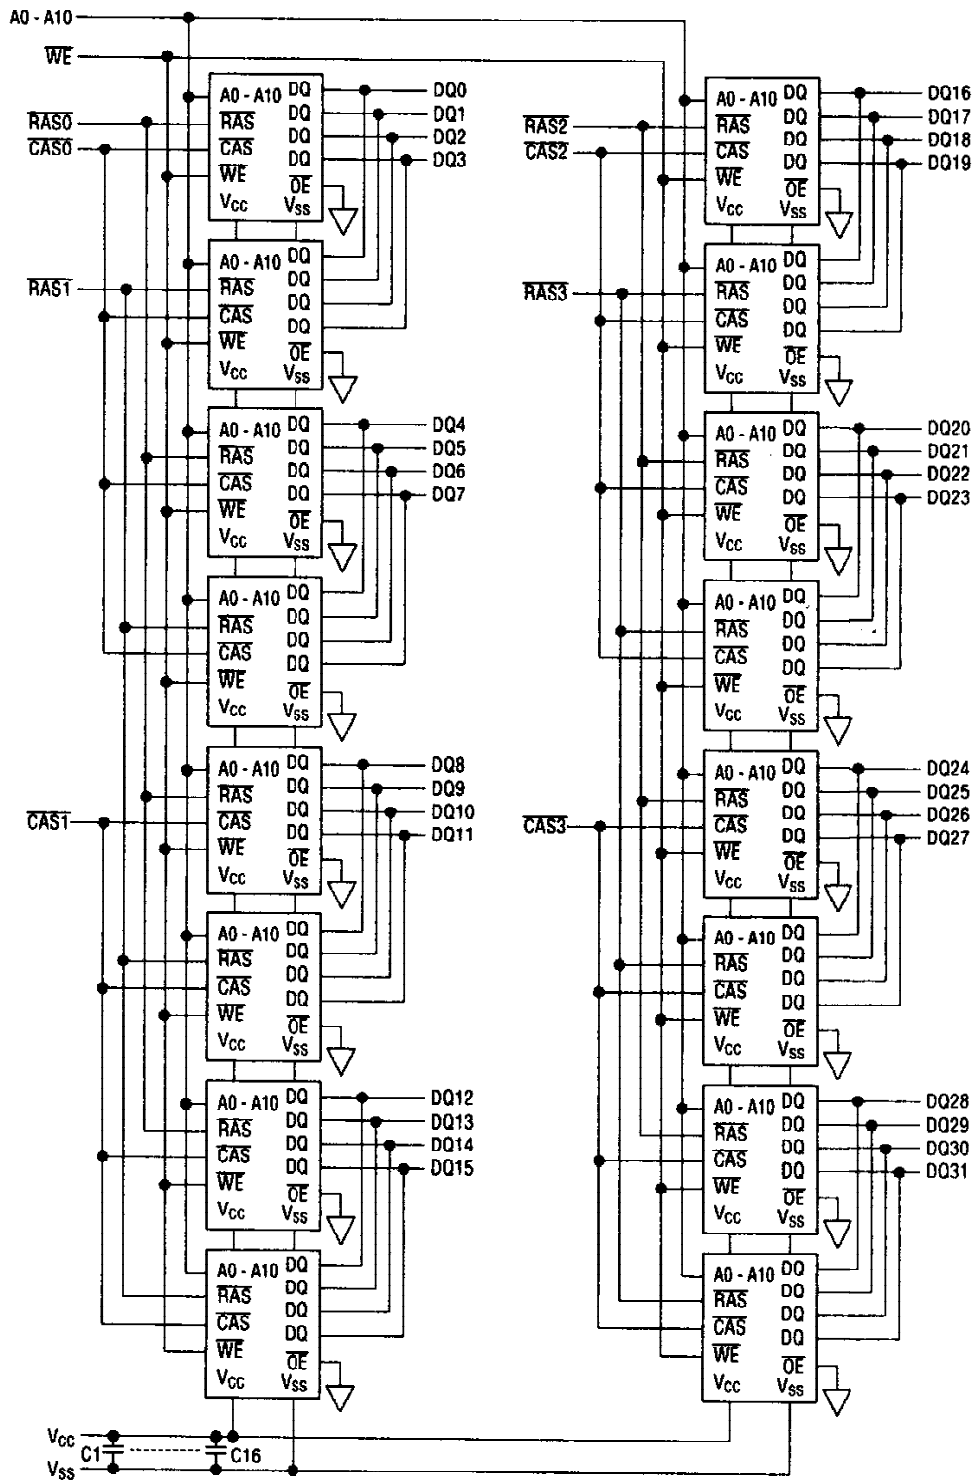 A0 - A10
WE
A0 - A10 DQ DQ0
RAS0 RAS DQ DQ1
CAS0 CAS DQ DQ2
WE DQ DQ3
OE
VCC VSS
A0 - A10 DQ
RAS1 RAS DQ
CAS DQ
WE DQ
OE
VCC VSS
A0 - A10 DQ DQ4
RAS DQ DQ5
CAS DQ DQ6
WE DQ DQ7
OE
VCC VSS
A0 - A10 DQ
RAS DQ
CAS DQ
WE DQ
OE
VCC VSS
A0 - A10 DQ DQ8
RAS DQ DQ9
CAS1 CAS DQ DQ10
WE DQ DQ11
OE
VCC VSS
A0 - A10 DQ
RAS DQ
CAS DQ
WE DQ
OE
VCC VSS
A0 - A10 DQ DQ12
RAS DQ DQ13
CAS DQ DQ14
WE DQ DQ15
OE
VCC VSS
A0 - A10 DQ
RAS DQ
CAS DQ
WE DQ
OE
VCC VSS
A0 - A10 DQ DQ16
RAS2 RAS DQ DQ17
CAS2 CAS DQ DQ18
WE DQ DQ19
OE
VCC VSS
A0 - A10 DQ
RAS3 RAS DQ
CAS DQ
WE DQ
OE
VCC VSS
A0 - A10 DQ DQ20
RAS DQ DQ21
CAS DQ DQ22
WE DQ DQ23
OE
VCC VSS
A0 - A10 DQ
RAS DQ
CAS DQ
WE DQ
OE
VCC VSS
A0 - A10 DQ DQ24
RAS DQ DQ25
CAS3 CAS DQ DQ26
WE DQ DQ27
OE
VCC VSS
A0 - A10 DQ
RAS DQ
CAS DQ
WE DQ
OE
VCC VSS
A0 - A10 DQ DQ28
RAS DQ DQ29
CAS DQ DQ30
WE DQ DQ31
OE
VCC VSS
A0 - A10 DQ
RAS DQ
CAS DQ
WE DQ
OE
VCC VSS
VCC
C1 C16
VSS